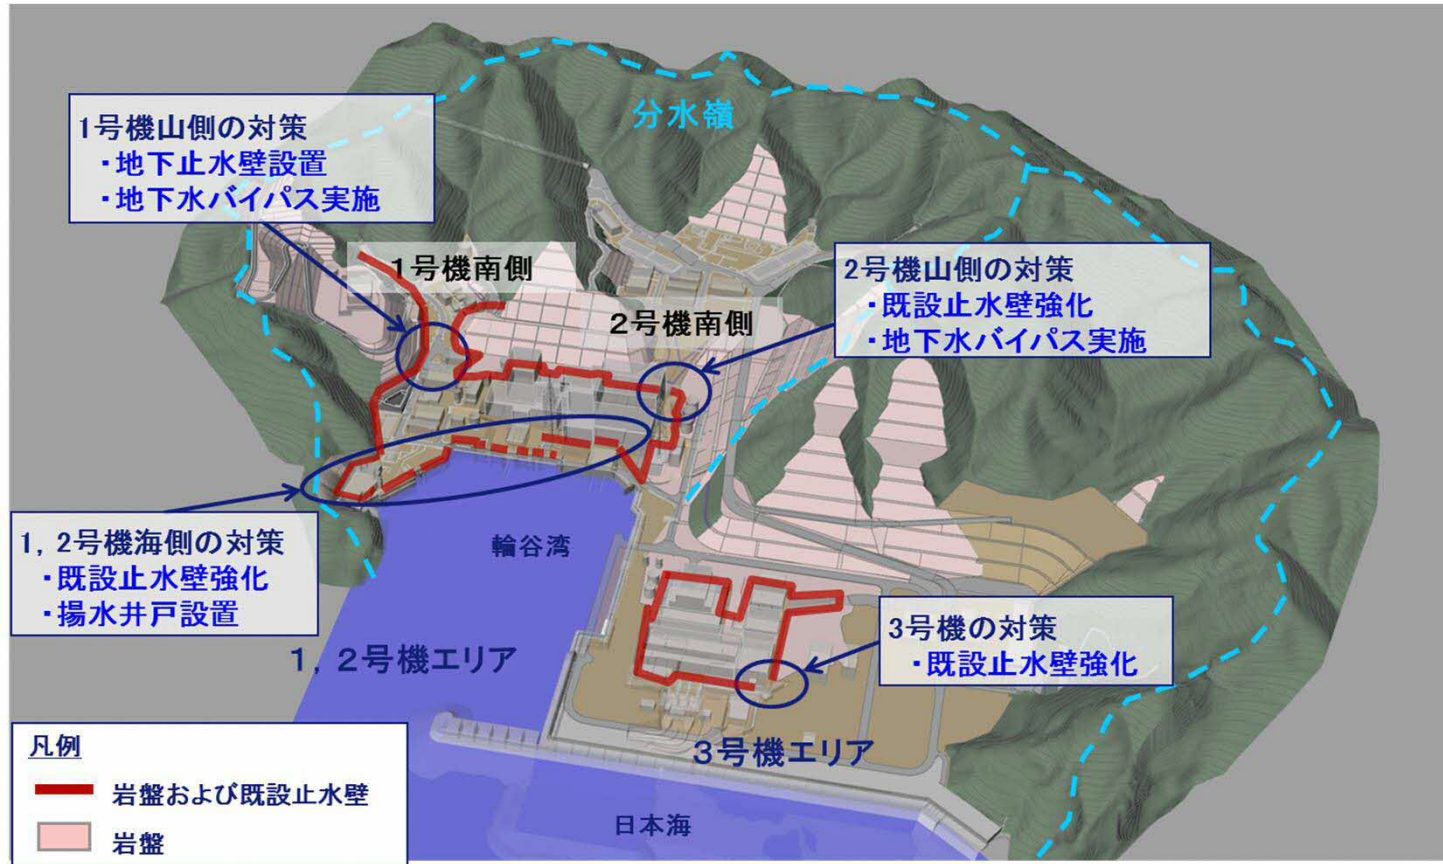 分水嶺
1号機山側の対策
・地下止水壁設置
・地下水バイパス実施
1号機南側
2号機南側
2号機山側の対策
・既設止水壁強化
・地下水バイパス実施
1，2号機海側の対策
・既設止水壁強化
・揚水井戸設置
輪谷湾
1，2号機エリア
3号機の対策
・既設止水壁強化
3号機エリア
日本海
凡例
岩盤および既設止水壁
岩盤